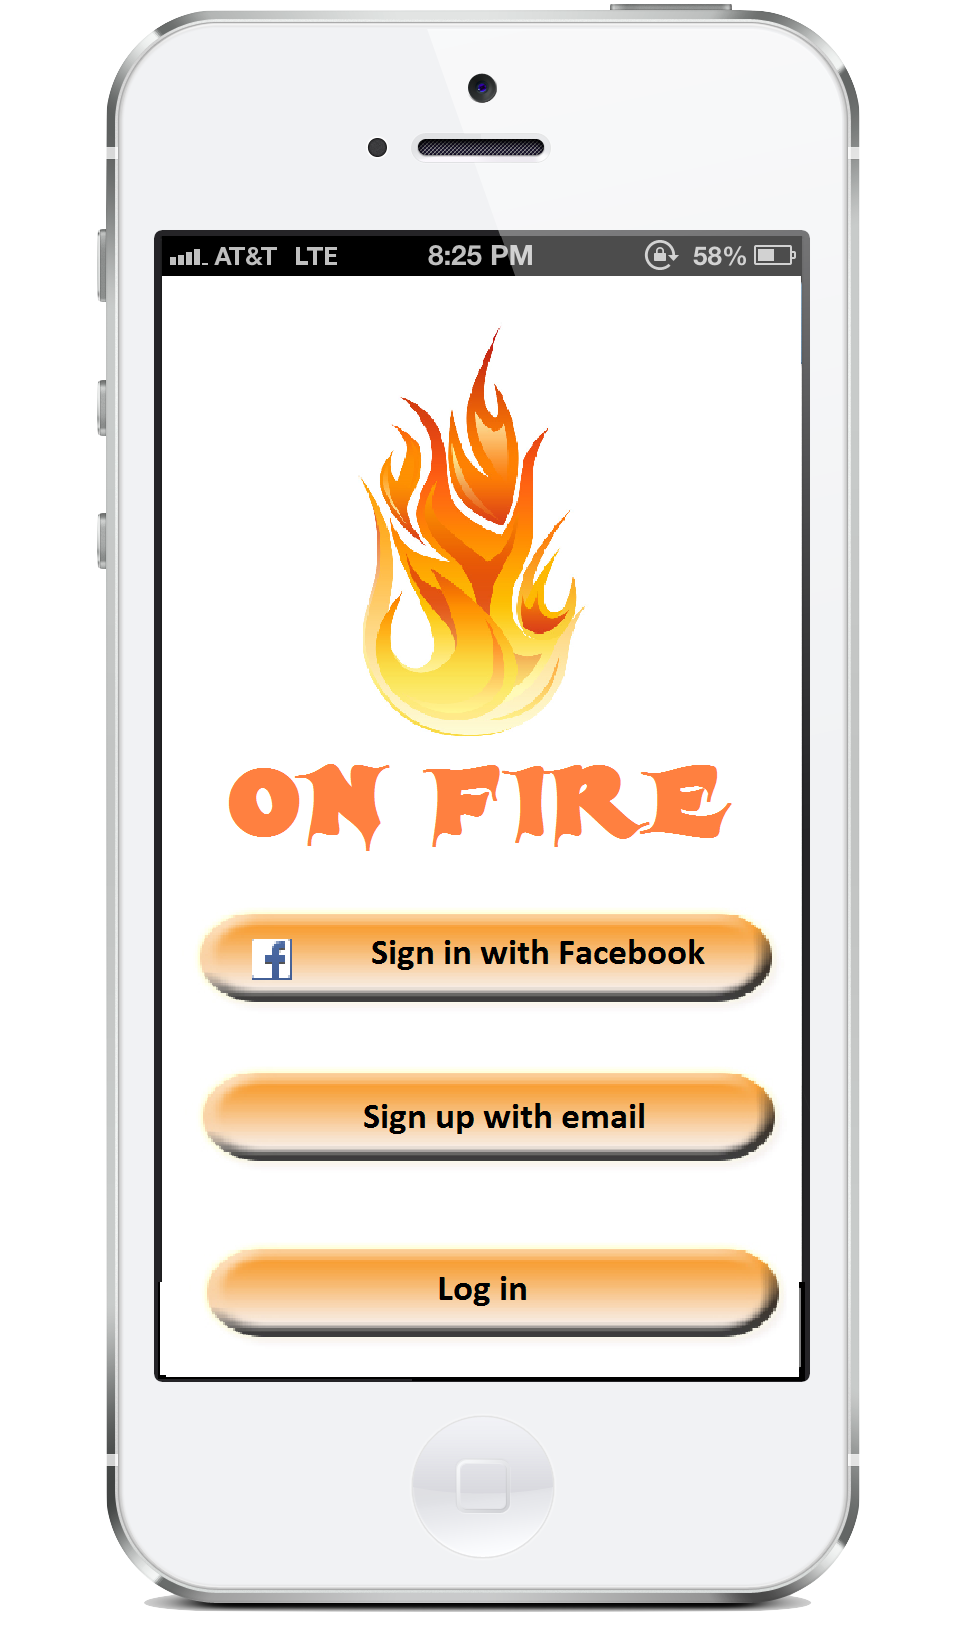 AT&T LTE 8:25 PM 58%
ON FIRE
f Sign in with Facebook
Sign up with email
Log in